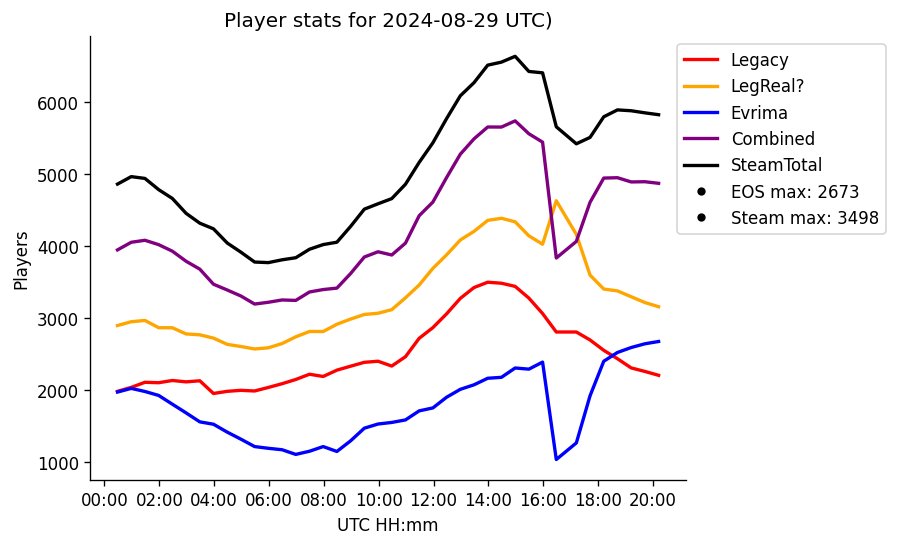 Player stats for 2024-08-29 UTC)
Legacy
LegReal?
Evrima
Combined
SteamTotal
EOS max: 2673
Steam max: 3498
Players
6000
5000
4000
3000
2000
1000
00:00 02:00 04:00 06:00 08:00 10:00 12:00 14:00 16:00 18:00 20:00
UTC HH:mm